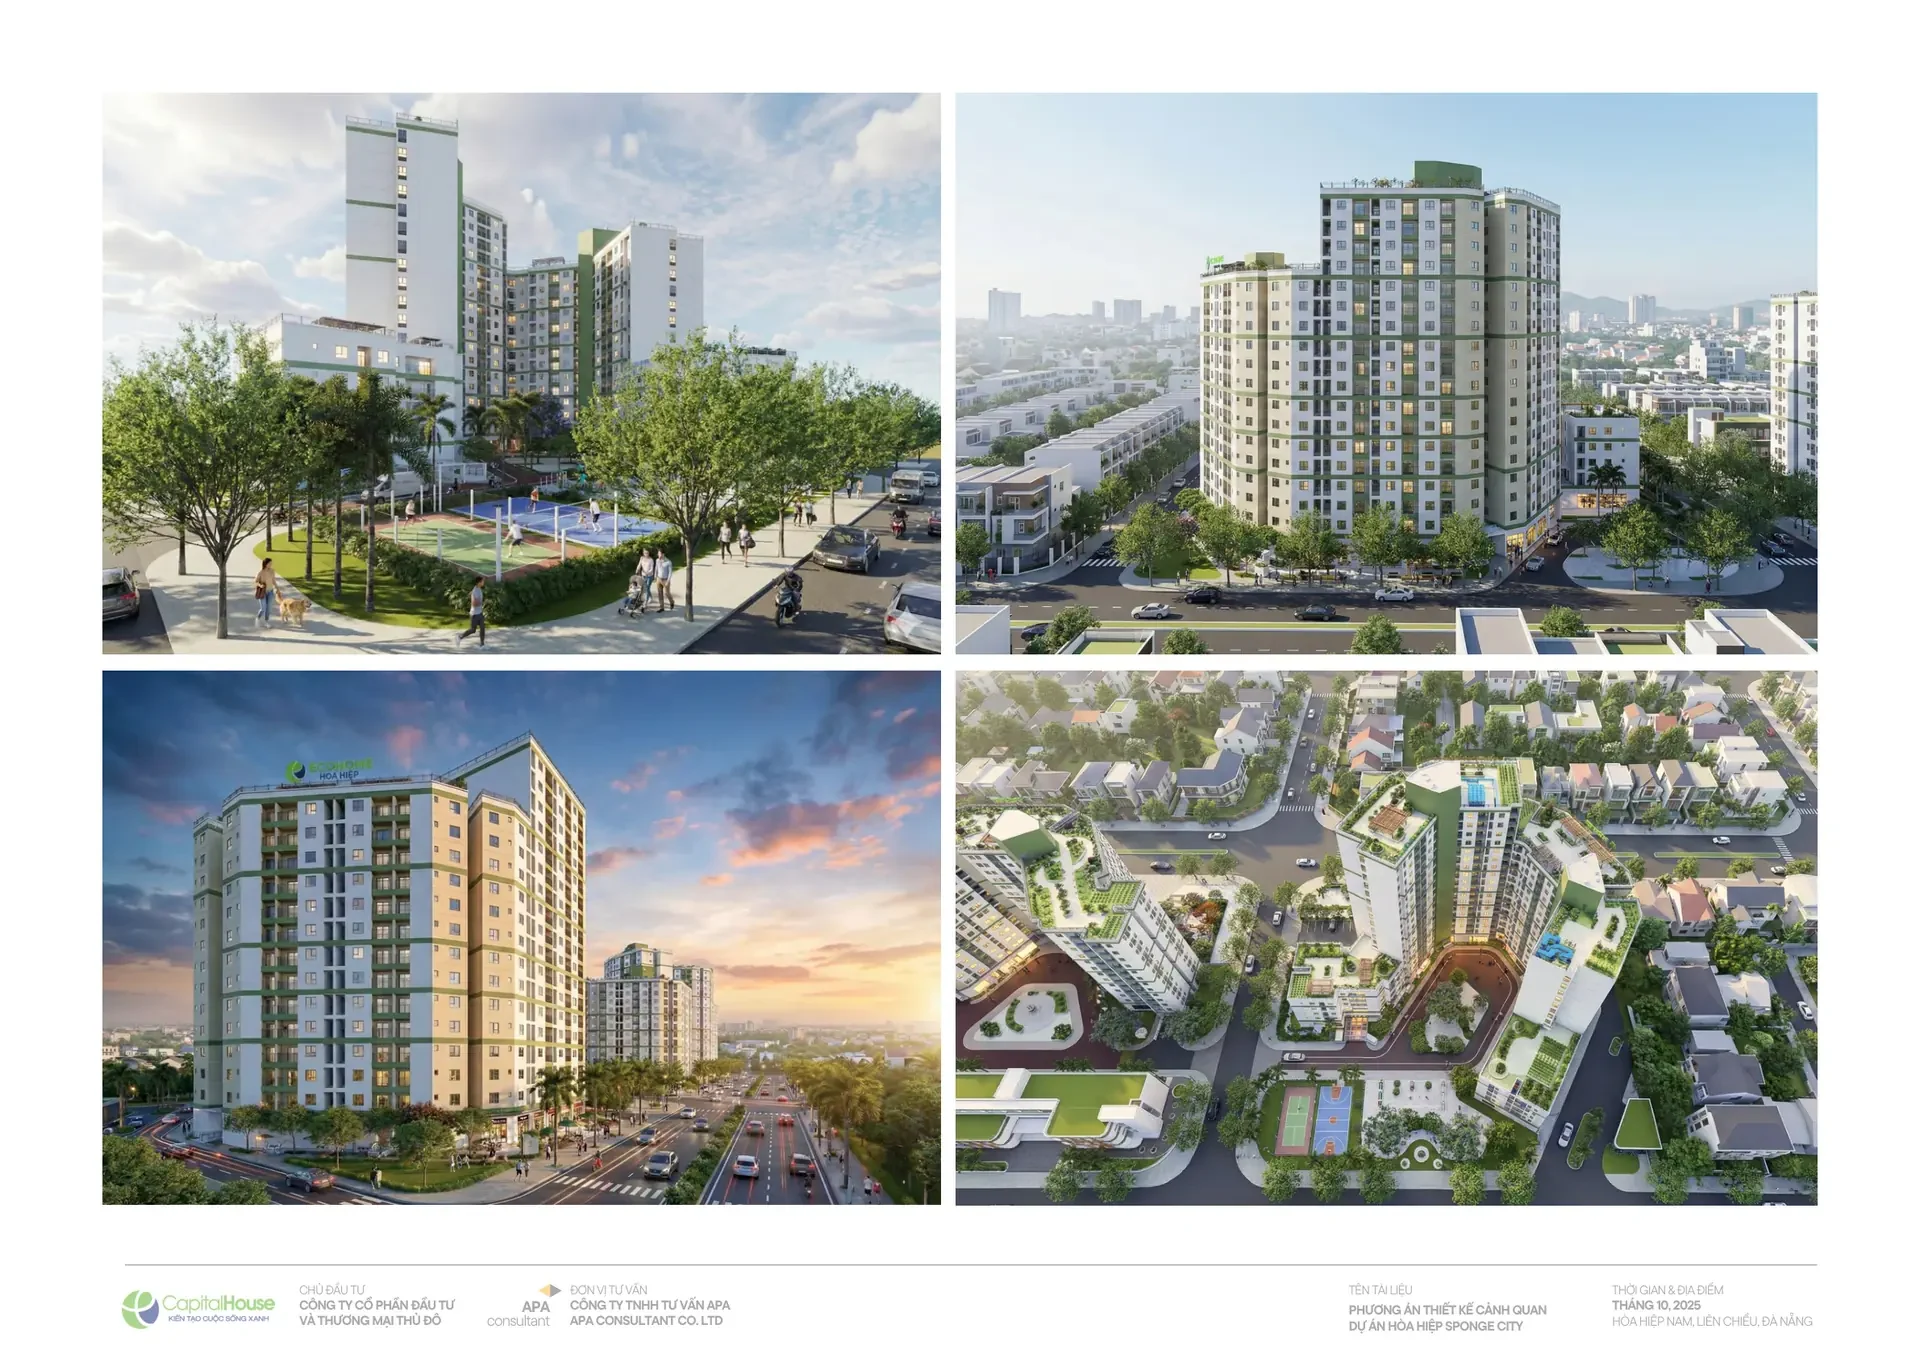 ECOHOME
HÒA HIỆP
CapitalHouse
KIẾN TẠO CUỘC SỐNG XANH
CHỦ ĐẦU TƯ
CÔNG TY CỔ PHẦN ĐẦU TƯ
VÀ THƯƠNG MẠI THỦ ĐÔ
APA
consultant
ĐƠN VỊ TƯ VẤN
CÔNG TY TNHH TƯ VẤN APA
APA CONSULTANT CO. LTD
TÊN TÀI LIỆU
PHƯƠNG ÁN THIẾT KẾ CẢNH QUAN
DỰ ÁN HÒA HIỆP SPONGE CITY
THỜI GIAN & ĐỊA ĐIỂM
THÁNG 10, 2025
HÒA HIỆP NAM, LIÊN CHIỂU, ĐÀ NẴNG